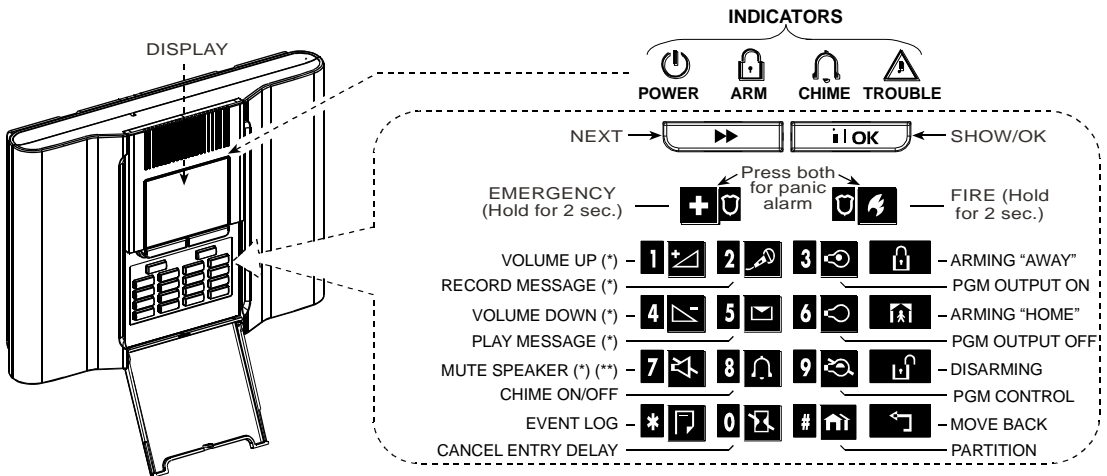 INDICATORS
DISPLAY
POWER ARM CHIME TROUBLE
NEXT i OK SHOW/OK
Press both
for panic
alarm
EMERGENCY
(Hold for 2 sec.)
FIRE (Hold
for 2 sec.)
VOLUME UP (*) 1 2 3 ARMING “AWAY”
RECORD MESSAGE (*) PGM OUTPUT ON
VOLUME DOWN (*) 4 5 6 ARMING “HOME”
PLAY MESSAGE (*) PGM OUTPUT OFF
MUTE SPEAKER (*) (**) 7 8 9 DISARMING
CHIME ON/OFF PGM CONTROL
EVENT LOG * 0 # MOVE BACK
CANCEL ENTRY DELAY PARTITION